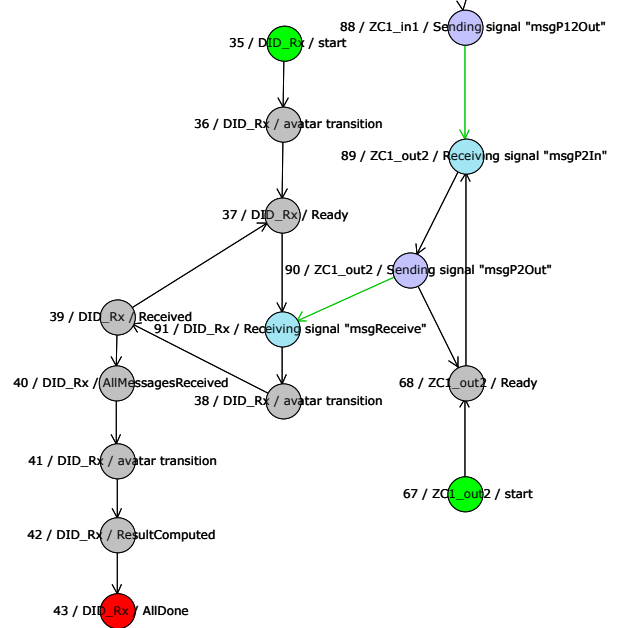 88 / ZC1_in1 / Sending signal "msgP12Out"
35 / DID_Rx / start
36 / DID_Rx / avatar transition
89 / ZC1_out2 / Receiving signal "msgP2In"
37 / DID_Rx / Ready
90 / ZC1_out2 / Sending signal "msgP2Out"
39 / DID_Rx / Received
91 / DID_Rx / Receiving signal "msgReceive"
40 / DID_Rx / AllMessagesReceived
68 / ZC1_out2 / Ready
38 / DID_Rx / avatar transition
41 / DID_Rx / avatar transition
67 / ZC1_out2 / start
42 / DID_Rx / ResultComputed
43 / DID_Rx / AllDone